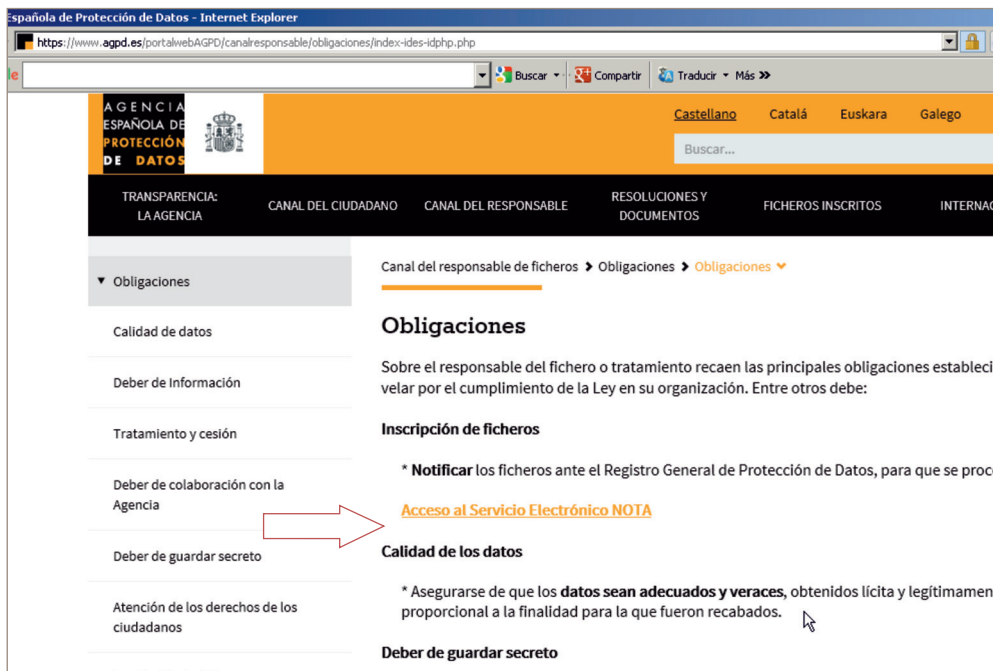 Española de Protección de Datos - Internet Explorer
https://www.agpd.es/portalwebAGPD/canalresponsable/obligaciones/index-ides-idphp.php
Buscar
Compartir
Traducir
Más »
AGENCIA
ESPAÑOLA DE
PROTECCIÓN
DE DATOS
Castellano Catalá Euskara Galego
Buscar...
TRANSPARENCIA:
LA AGENCIA
CANAL DEL CIUDADANO
CANAL DEL RESPONSABLE
RESOLUCIONES Y
DOCUMENTOS
FICHEROS INSCRITOS
INTERNAC
Obligaciones
Calidad de datos
Deber de Información
Tratamiento y cesión
Deber de colaboración con la
Agencia
Deber de guardar secreto
Atención de los derechos de los
ciudadanos
Canal del responsable de ficheros > Obligaciones > Obligaciones
Obligaciones
Sobre el responsable del fichero o tratamiento recaen las principales obligaciones estableci
velar por el cumplimiento de la Ley en su organización. Entre otros debe:
Inscripción de ficheros
* Notificar los ficheros ante el Registro General de Protección de Datos, para que se proc
Acceso al Servicio Electrónico NOTA
Calidad de los datos
* Asegurarse de que los datos sean adecuados y veraces, obtenidos lícita y legítimamen
proporcional a la finalidad para la que fueron recabados.
Deber de guardar secreto